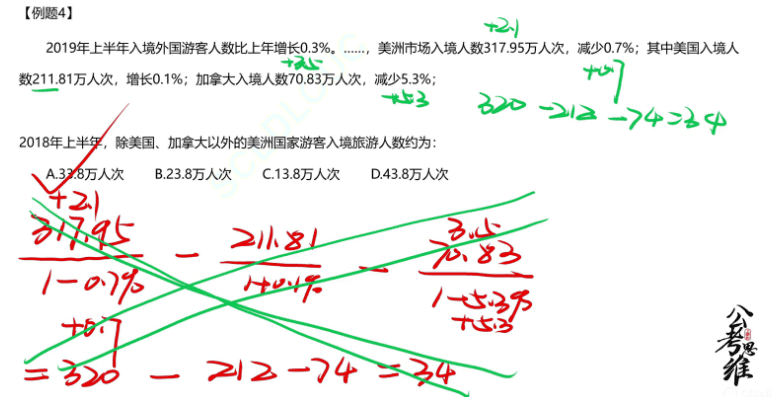 【例题4】
+2.1
2019年上半年入境外国游客人数比上年增长0.3%。……,美洲市场入境人数317.95万人次,减少0.7%;其中美国入境人
+3.5
+0.7
数211.81万人次,增长0.1%;加拿大入境人数70.83万人次,减少5.3%;
+5.3
320-212-74=34
2018年上半年,除美国、加拿大以外的美洲国家游客入境旅游人数约为:
A.33.8万人次 B.23.8万人次 C.13.8万人次 D.43.8万人次
+2.1
3.5
317.95 - 211.81 - 70.83
1-0.7% 1+0.1% 1-5.3%
+0.7
+5.3
=320 - 212-74=34
公考思维